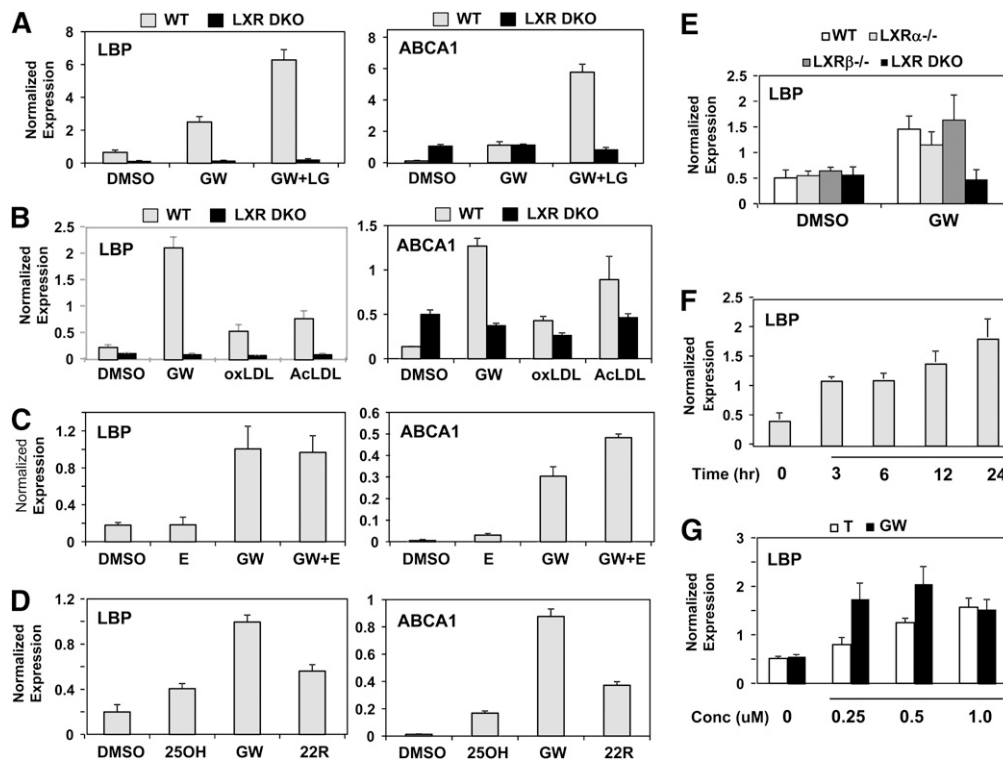 A
WT LXR DKO
LBP
Normalized
Expression
8
6
4
2
0
DMSO GW GW+LG
WT LXR DKO
ABCA1
8
6
4
2
0
DMSO GW GW+LG
B
WT LXR DKO
LBP
Normalized
Expression
2.5
2
1.5
1
0.5
0
DMSO GW oxLDL AcLDL
WT LXR DKO
ABCA1
1.5
1
0.5
0
DMSO GW oxLDL AcLDL
C
LBP
Normalized
Expression
1.2
0.8
0.4
0
DMSO E GW GW+E
ABCA1
0.6
0.5
0.4
0.3
0.2
0.1
0
DMSO E GW GW+E
D
LBP
Normalized
Expression
1.2
0.8
0.4
0
DMSO 25OH GW 22R
ABCA1
1
0.8
0.6
0.4
0.2
0
DMSO 25OH GW 22R
E
WT LXRα-/-
LXRβ-/- LXR DKO
LBP
Normalized
Expression
2.5
2
1.5
1
0.5
0
DMSO GW
F
LBP
Normalized
Expression
2.5
2
1.5
1
0.5
0
Time (hr) 0 3 6 12 24
G
T GW
LBP
Normalized
Expression
3
2
1
0
Conc (uM) 0 0.25 0.5 1.0